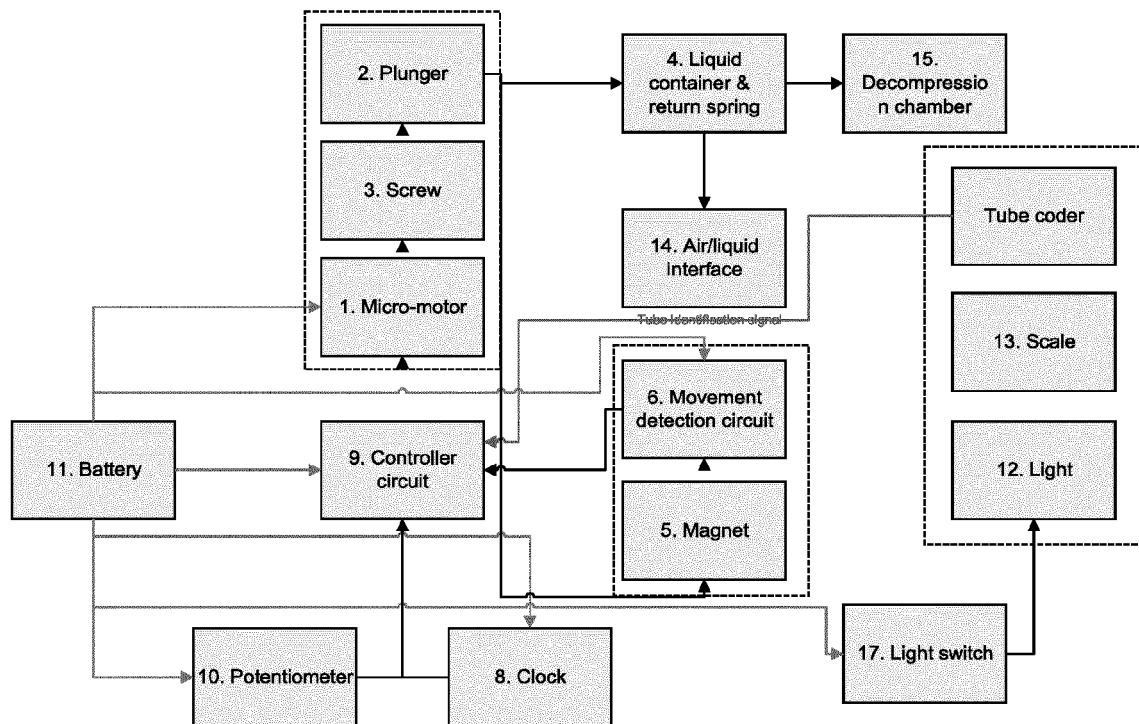 2. Plunger
4. Liquid
container &
return spring
15.
Decompressio
n chamber
3. Screw
Tube coder
14. Air/liquid
Interface
1. Micro-motor
Tube identification signal
13. Scale
6. Movement
detection circuit
11. Battery
9. Controller
circuit
12. Light
5. Magnet
10. Potentiometer
8. Clock
17. Light switch